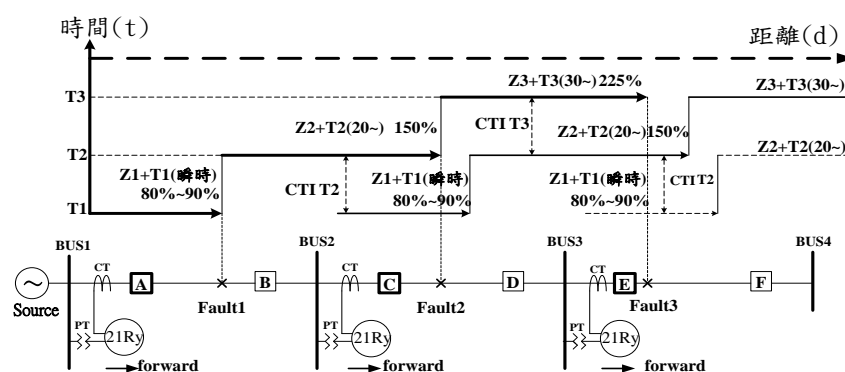 時間(t)
距離(d)
T3
Z3+T3(30~) 225%
Z3+T3(30~)
Z2+T2(20~) 150%
CTI T3
Z2+T2(20~)150%
Z2+T2(20~)
T2
Z1+T1(瞬時)
80%~90%
CTI T2
Z1+T1(瞬時)
80%~90%
Z1+T1(瞬時)
80%~90%
CTI T2
T1
BUS1
BUS2
BUS3
BUS4
CT
A
B
CT
C
D
CT
E
F
Source
Fault1
Fault2
Fault3
PT
21Ry
PT
21Ry
PT
21Ry
forward
forward
forward